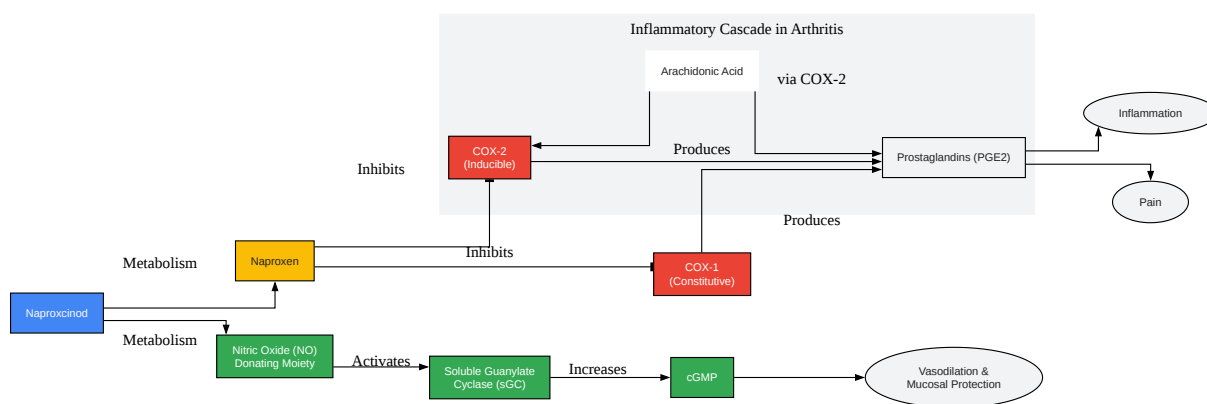 Inflammatory Cascade in Arthritis
Arachidonic Acid
via COX-2
Inflammation
COX-2
(Inducible)
Produces
Prostaglandins (PGE2)
Inhibits
Pain
Produces
Naproxen
Inhibits
Metabolism
COX-1
(Constitutive)
Naproxcinod
Metabolism
Nitric Oxide (NO)
Donating Moiety
Activates
Soluble Guanylate
Cyclase (sGC)
Increases
cGMP
Vasodilation &
Mucosal Protection